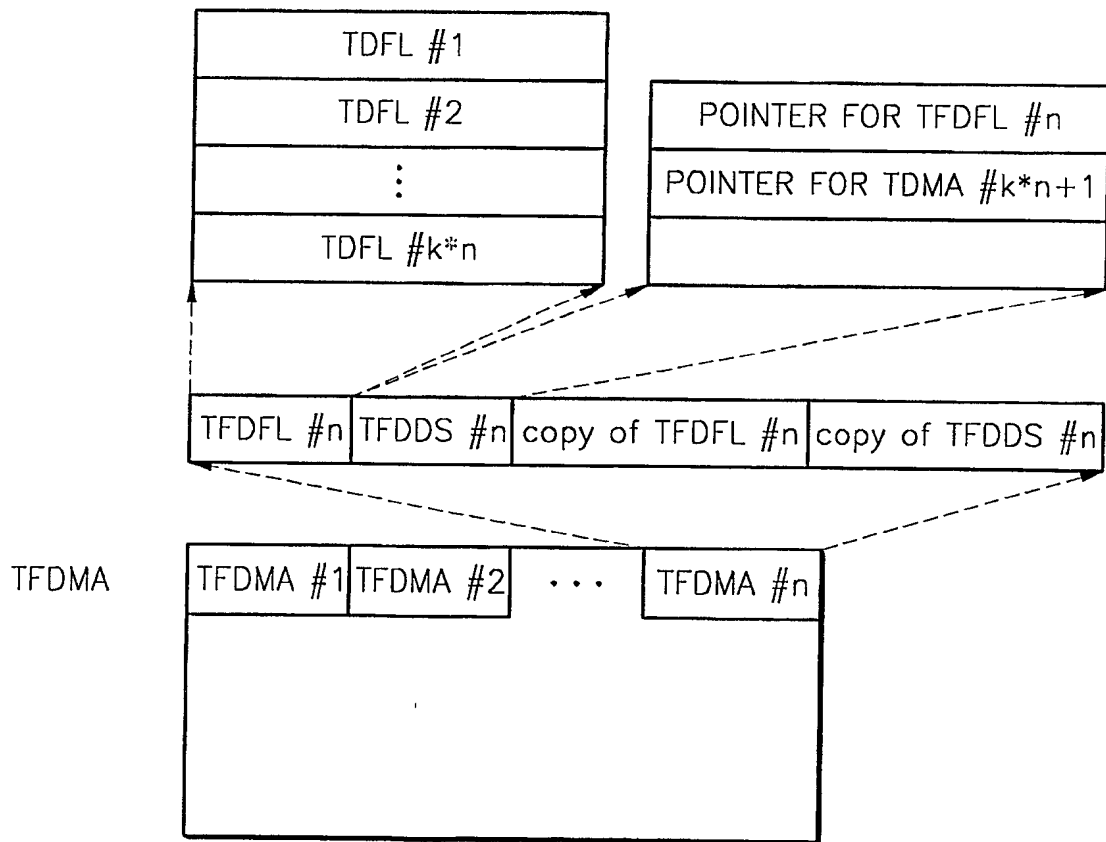 TDFL #1
TDFL #2
⋮
TDFL #k*n
POINTER FOR TFDFL #n
POINTER FOR TDMA #k*n+1
TFDFL #n
TFDDS #n
copy of TFDFL #n
copy of TFDDS #n
TFDMA
TFDMA #1
TFDMA #2
···
TFDMA #n